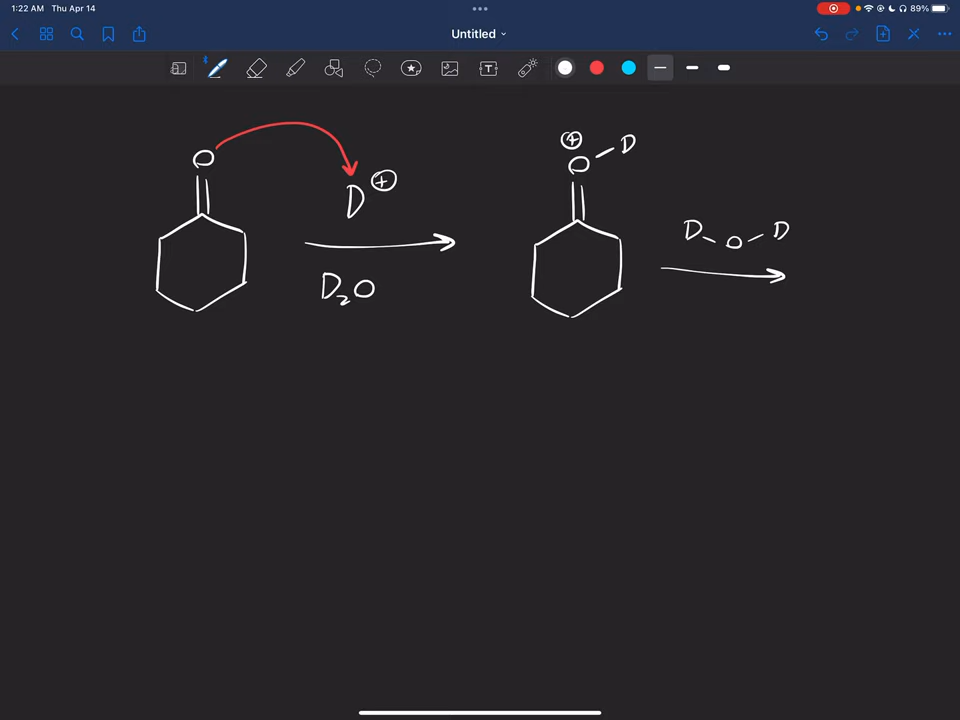 1:22 AM Thu Apr 14
89%
Untitled
T
O
D⊕
D₂O
⊕
O-D
D-O-D